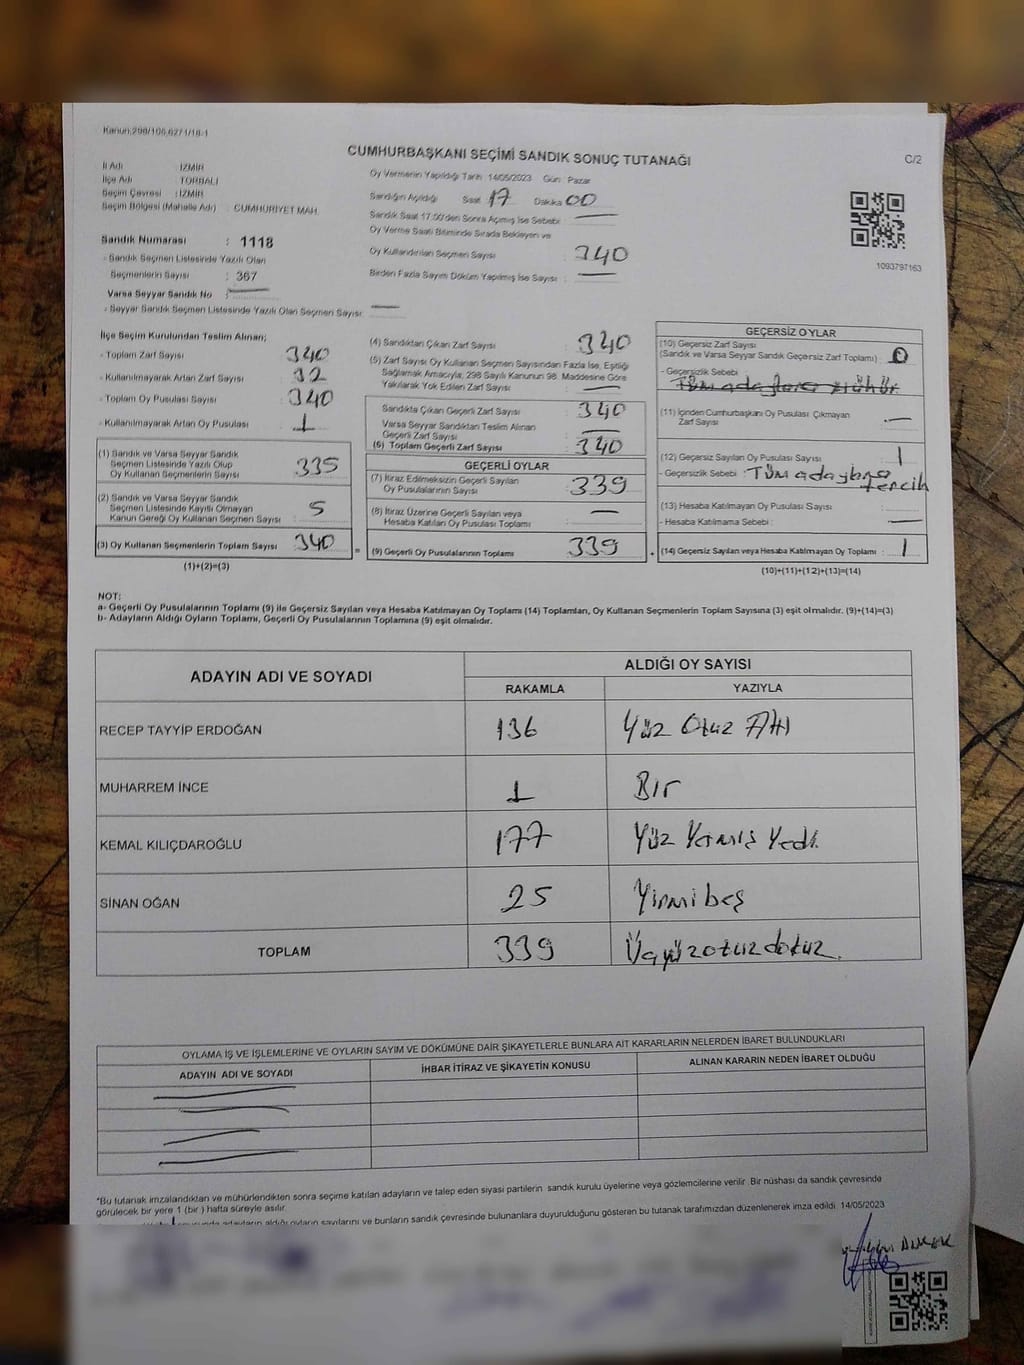 Kanun:298/106,6271/18-1
CUMHURBAŞKANI SEÇİMİ SANDIK SONUÇ TUTANAĞI
C/2
İl Adı : İZMİR
İlçe Adı : TORBALI
Seçim Çevresi : İZMİR
Seçim Bölgesi (Mahalle Adı) : CUMHURİYET MAH.
Sandık Numarası : 1118
- Sandık Seçmen Listesinde Yazılı Olan
Seçmenlerin Sayısı : 367
Varsa Seyyar Sandık No :
- Seyyar Sandık Seçmen Listesinde Yazılı Olan Seçmen Sayısı:
Oy Vermenin Yapıldığı Tarih :14/05/2023 Gün : Pazar
Sandığın Açıldığı Saat : 17 Dakika : 00
Sandık Saat 17:00'den Sonra Açılmış İse Sebebi :
Oy Verme Saati Bitiminde Sırada Bekleyen ve
Oy Kullandırılan Seçmen Sayısı : 340
Birden Fazla Sayım Döküm Yapılmış İse Sayısı :
1093797163
İlçe Seçim Kurulundan Teslim Alınan;
- Toplam Zarf Sayısı : 340
- Kullanılmayarak Artan Zarf Sayısı : 32
- Toplam Oy Pusulası Sayısı : 340
- Kullanılmayarak Artan Oy Pusulası : 1
(1) Sandık ve Varsa Seyyar Sandık
Seçmen Listesinde Yazılı Olup
Oy Kullanan Seçmenlerin Sayısı : 335
(2) Sandık ve Varsa Seyyar Sandık
Seçmen Listesinde Kayıtlı Olmayan
Kanun Gereği Oy Kullanan Seçmen Sayısı : 5
(3) Oy Kullanan Seçmenlerin Toplam Sayısı : 340
(1)+(2)=(3)
(4) Sandıktan Çıkan Zarf Sayısı : 340
(5) Zarf Sayısı Oy Kullanan Seçmen Sayısından Fazla İse, Eşitliği
Sağlamak Amacıyla, 298 Sayılı Kanunun 98. Maddesine Göre
Yakılarak Yok Edilen Zarf Sayısı :
Sandıkta Çıkan Geçerli Zarf Sayısı : 340
Varsa Seyyar Sandıktan Teslim Alınan
Geçerli Zarf Sayısı :
(6) Toplam Geçerli Zarf Sayısı : 340
GEÇERLİ OYLAR
(7) İtiraz Edilmeksizin Geçerli Sayılan
Oy Pusulalarının Sayısı : 339
(8) İtiraz Üzerine Geçerli Sayılan veya
Hesaba Katılan Oy Pusulası Toplamı :
= (9) Geçerli Oy Pusulalarının Toplamı : 339
GEÇERSİZ OYLAR
(10) Geçersiz Zarf Sayısı
(Sandık ve Varsa Seyyar Sandık Geçersiz Zarf Toplamı) : 0
- Geçersizlik Sebebi :
Tüm adaylara mühür
(11) İçinden Cumhurbaşkanı Oy Pusulası Çıkmayan
Zarf Sayısı :
(12) Geçersiz Sayılan Oy Pusulası Sayısı : 1
- Geçersizlik Sebebi : Tüm adaylara
tercih
(13) Hesaba Katılmayan Oy Pusulası Sayısı :
- Hesaba Katılmama Sebebi :
(14) Geçersiz Sayılan veya Hesaba Katılmayan Oy Toplamı : 1
(10)+(11)+(12)+(13)=(14)
NOT:
a- Geçerli Oy Pusulalarının Toplamı (9) ile Geçersiz Sayılan veya Hesaba Katılmayan Oy Toplamı (14) Toplamları, Oy Kullanan Seçmenlerin Toplam Sayısına (3) eşit olmalıdır. (9)+(14)=(3)
b- Adayların Aldığı Oyların Toplamı, Geçerli Oy Pusulalarının Toplamına (9) eşit olmalıdır.
ADAYIN ADI VE SOYADI
ALDIĞI OY SAYISI
RAKAMLA YAZIYLA
RECEP TAYYİP ERDOĞAN 136 Yüz Otuz Altı
MUHARREM İNCE 1 Bir
KEMAL KILIÇDAROĞLU 177 Yüz Yetmiş Yedi
SİNAN OĞAN 25 Yirmibeş
TOPLAM 339 Üçyüzotuzdokuz
OYLAMA İŞ VE İŞLEMLERİNE VE OYLARIN SAYIM VE DÖKÜMÜNE DAİR ŞİKAYETLERLE BUNLARA AİT KARARLARIN NELERDEN İBARET BULUNDUKLARI
ADAYIN ADI VE SOYADI İHBAR İTİRAZ VE ŞİKAYETİN KONUSU ALINAN KARARIN NEDEN İBARET OLDUĞU
*Bu tutanak imzalandıktan ve mühürlendikten sonra seçime katılan adayların ve talep eden siyasi partilerin sandık kurulu üyelerine veya gözlemcilerine verilir. Bir nüshası da sandık çevresinde
görülecek bir yere 1 (bir) hafta süreyle asılır.
adayların aldığı oyların sayılarını ve bunların sandık çevresinde bulunanlara duyurulduğunu gösteren bu tutanak tarafımızdan düzenlenerek imza edildi. 14/05/2023